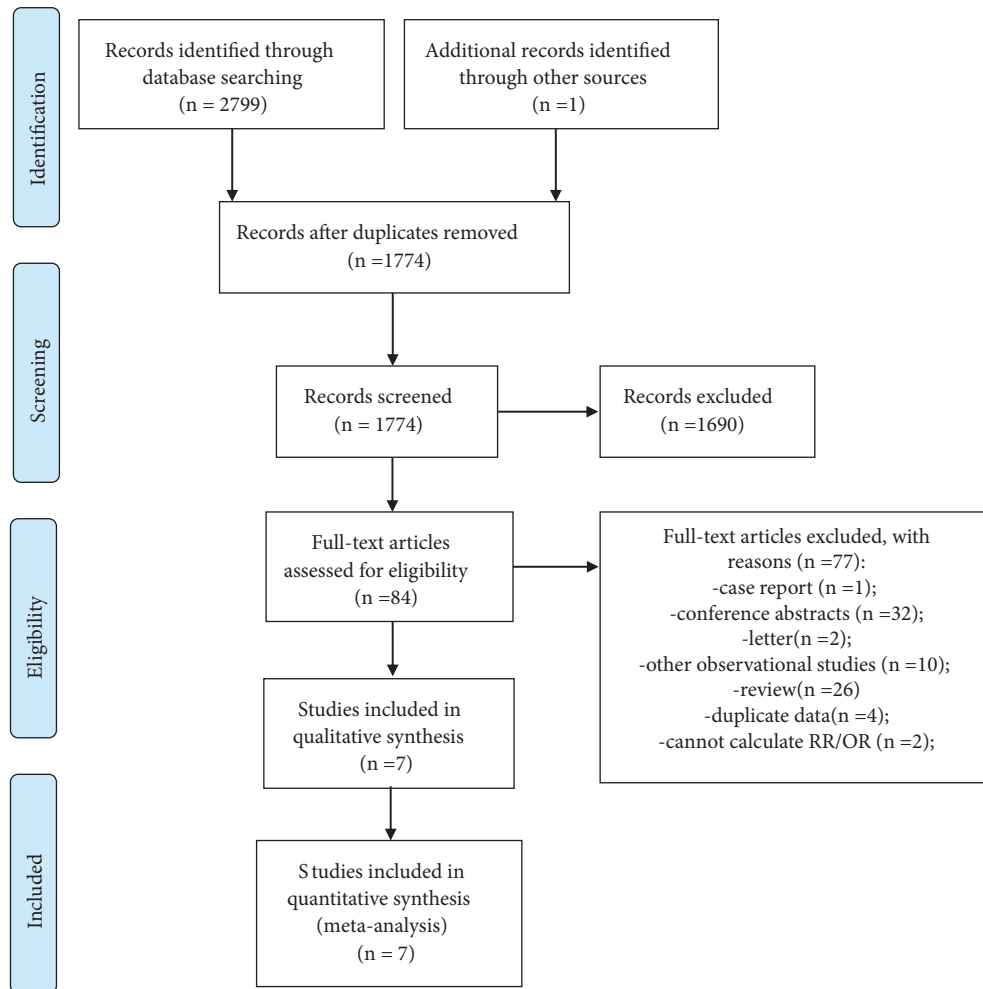 Identification
Records identified through
database searching
(n = 2799)
Additional records identified
through other sources
(n =1)
Records after duplicates removed
(n =1774)
Screening
Records screened
(n = 1774)
Records excluded
(n =1690)
Eligibility
Full-text articles
assessed for eligibility
(n =84)
Full-text articles excluded, with
reasons (n =77):
-case report (n =1);
-conference abstracts (n =32);
-letter(n =2);
-other observational studies (n =10);
-review(n =26)
-duplicate data(n =4);
-cannot calculate RR/OR (n =2);
Studies included in
qualitative synthesis
(n =7)
Included
Studies included in
quantitative synthesis
(meta-analysis)
(n = 7)